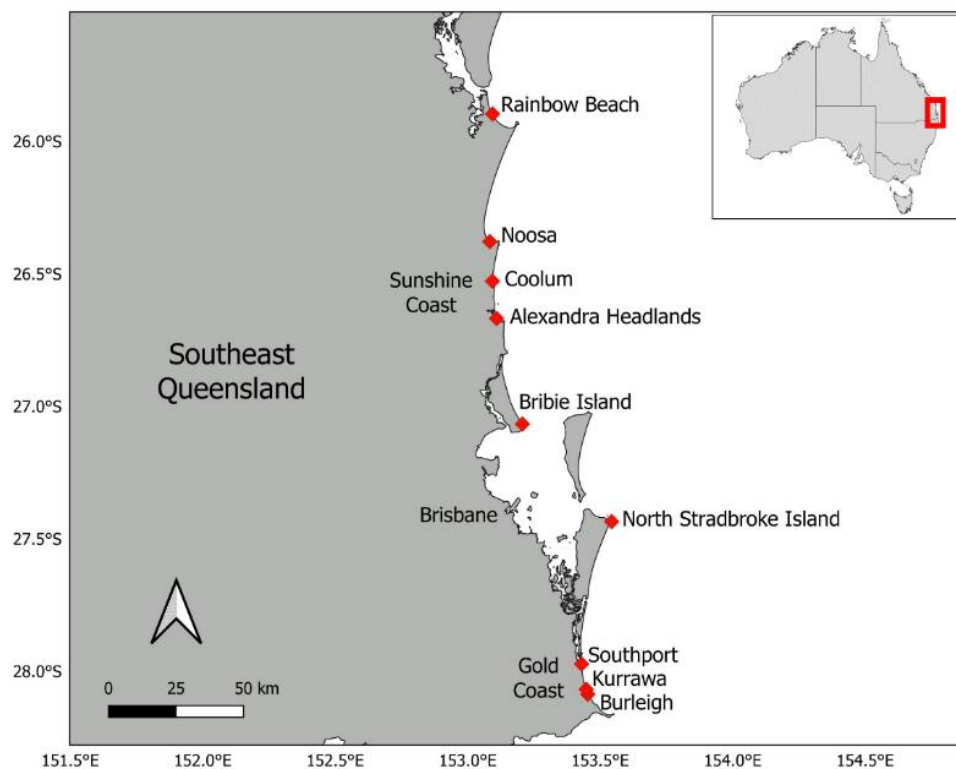 Rainbow Beach
26.0°S
Noosa
26.5°S
Sunshine
Coast
Coolum
Alexandra Headlands
Southeast
Queensland
27.0°S
Bribie Island
Brisbane
North Stradbroke Island
27.5°S
Southport
28.0°S
Gold
Coast
Kurrawa
Burleigh
0 25 50 km
151.5°E 152.0°E 152.5°E 153.0°E 153.5°E 154.0°E 154.5°E